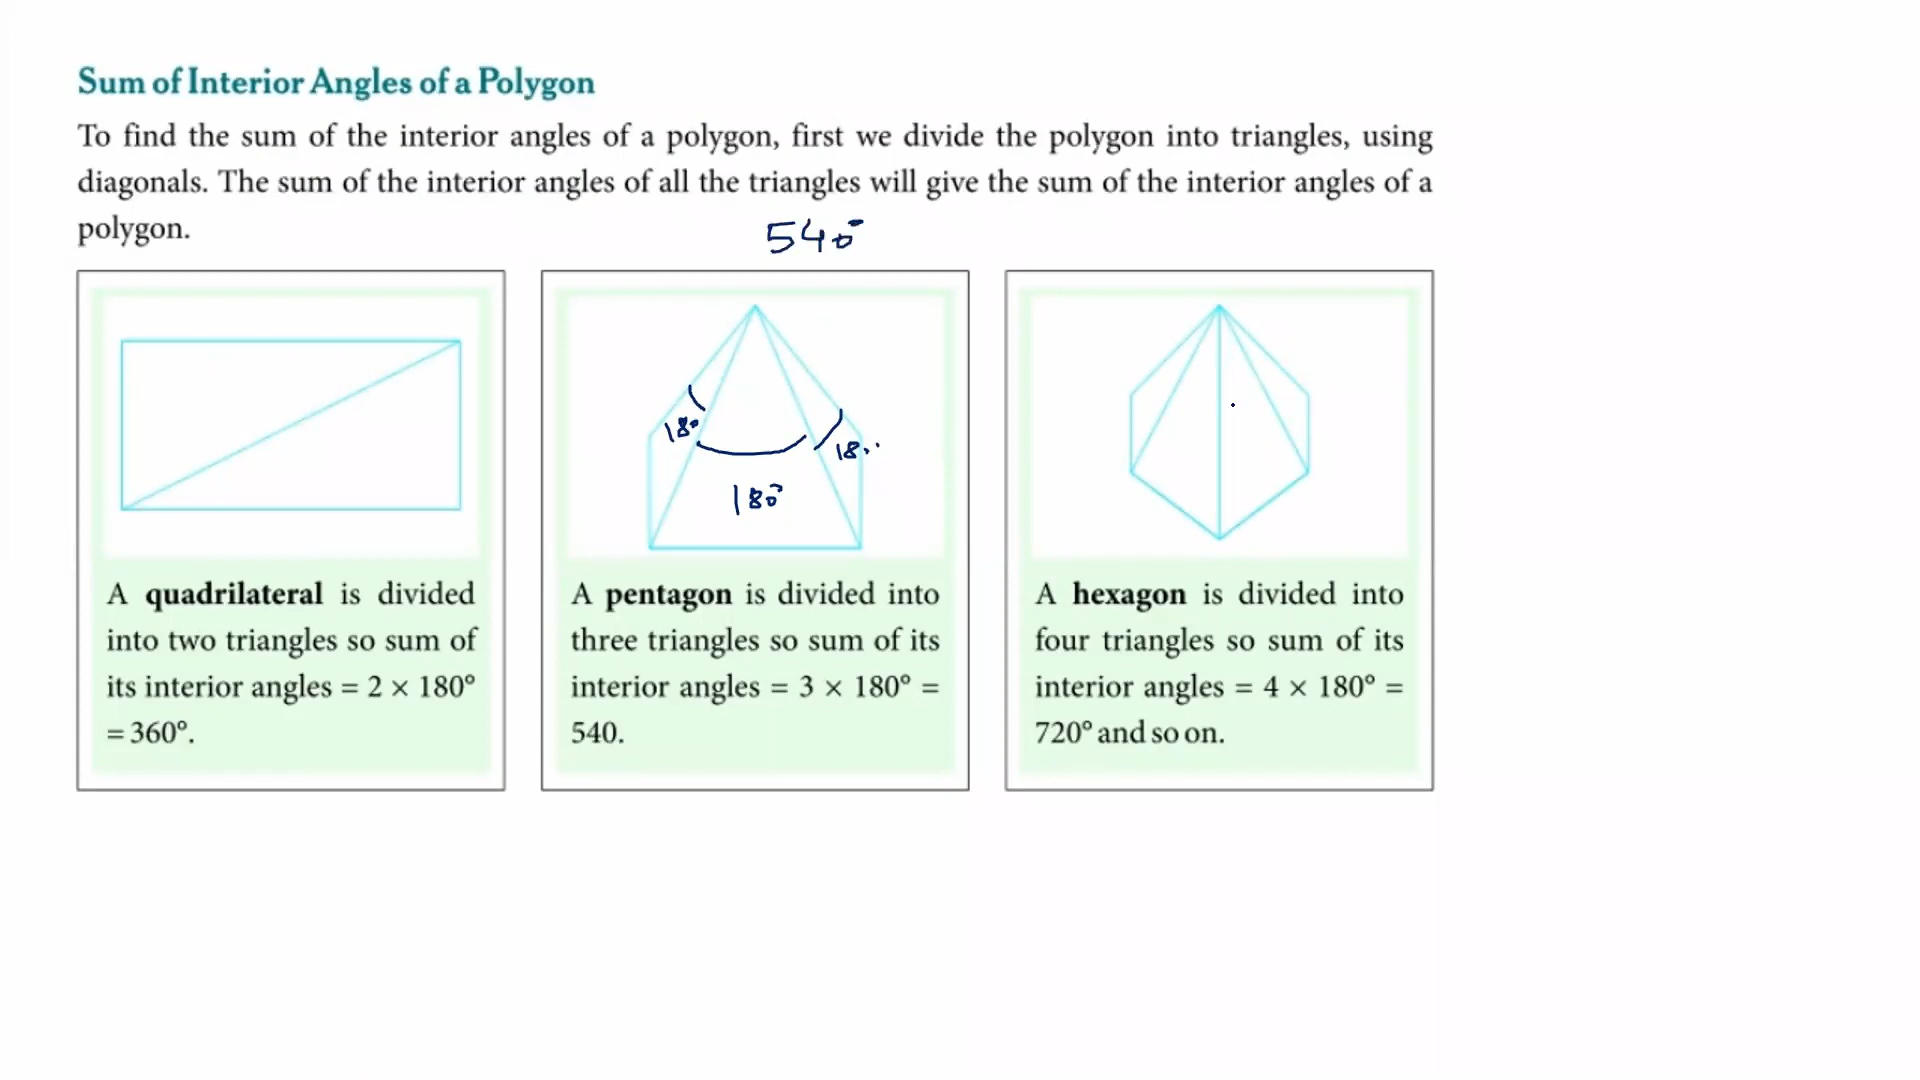 Sum of Interior Angles of a Polygon
To find the sum of the interior angles of a polygon, first we divide the polygon into triangles, using
diagonals. The sum of the interior angles of all the triangles will give the sum of the interior angles of a
polygon.
540°
180
180°
18..
A quadrilateral is divided
into two triangles so sum of
its interior angles = 2 × 180°
= 360°.
A pentagon is divided into
three triangles so sum of its
interior angles = 3 × 180° =
540.
A hexagon is divided into
four triangles so sum of its
interior angles = 4 × 180° =
720° and so on.